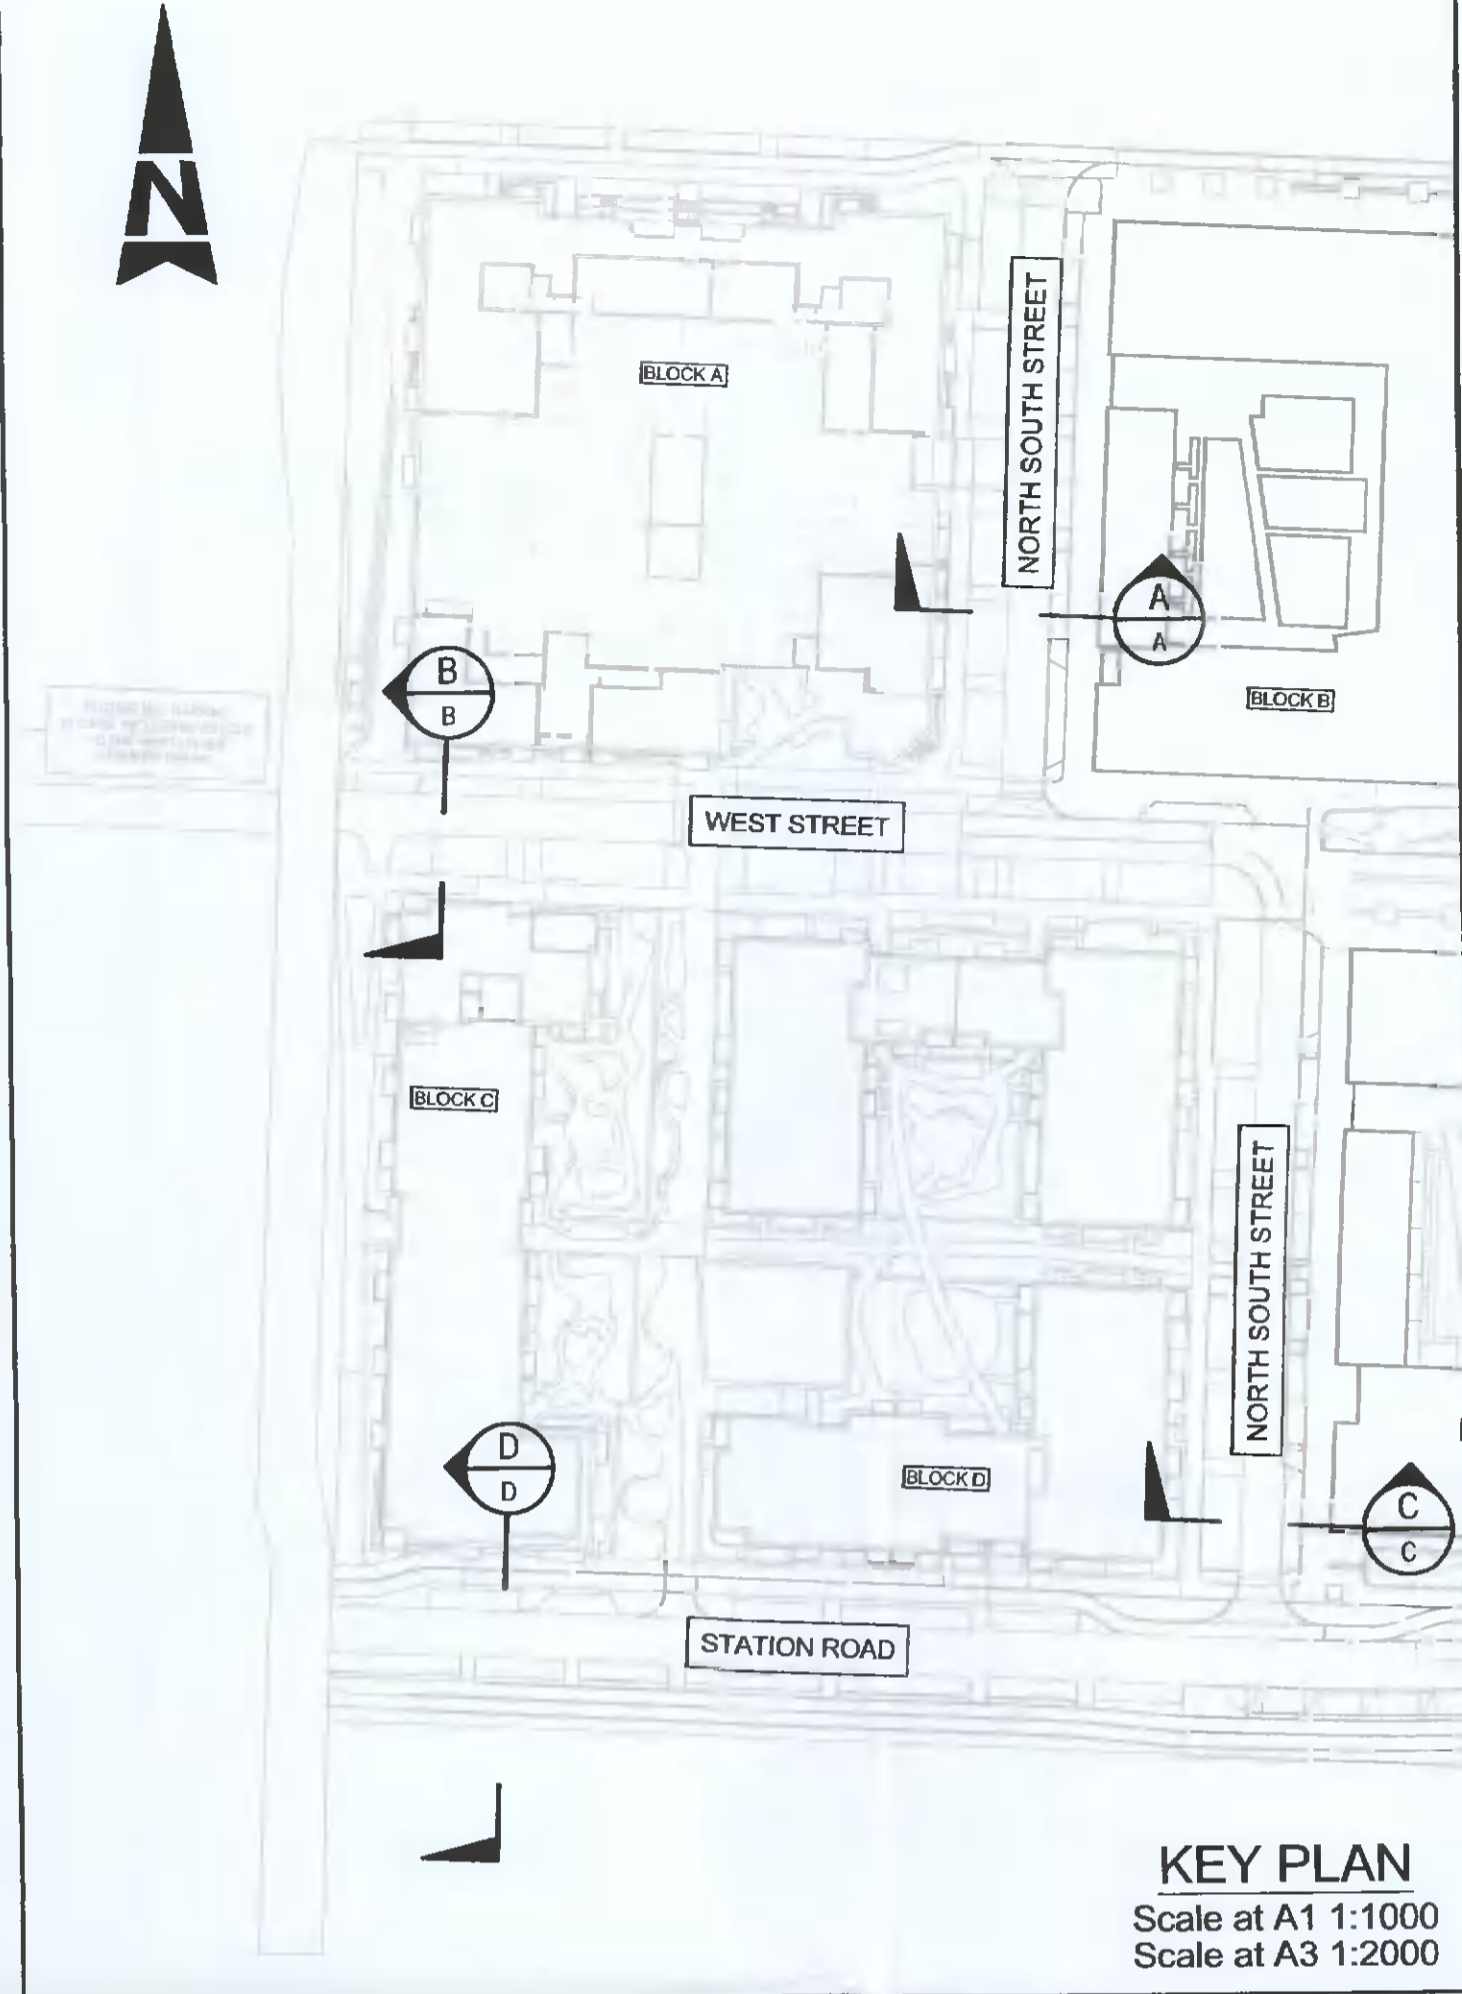 N
NORTH SOUTH STREET
BLOCK A
A
A
B
B
BLOCK B
WEST STREET
BLOCK C
NORTH SOUTH STREET
D
D
BLOCK D
C
C
STATION ROAD
KEY PLAN
Scale at A1 1:1000
Scale at A3 1:2000